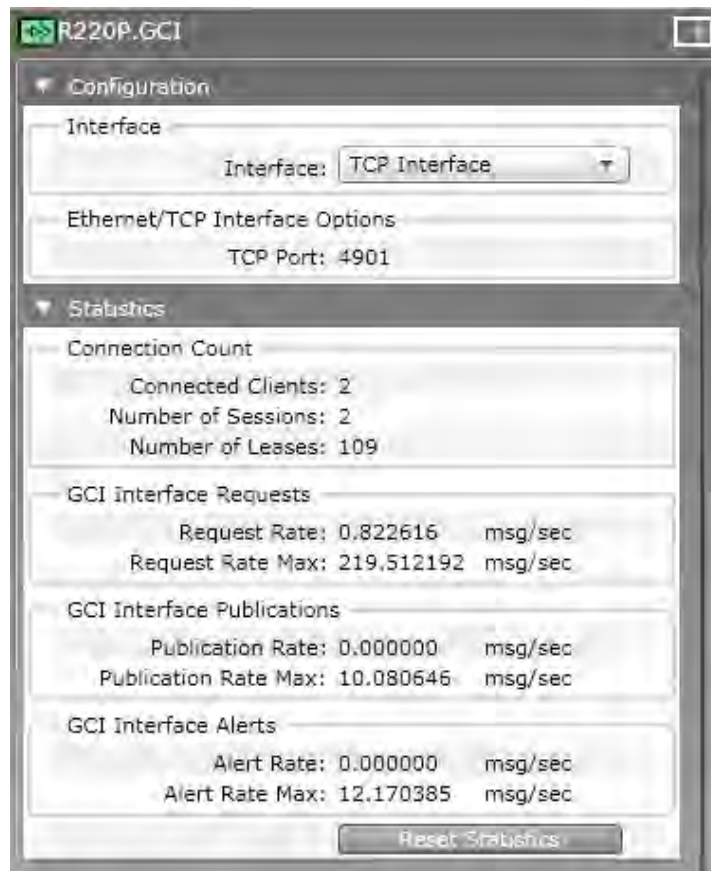 R220P.GCI
Configuration
Interface
Interface: TCP Interface
Ethernet/TCP Interface Options
TCP Port: 4901
Statistics
Connection Count
Connected Clients: 2
Number of Sessions: 2
Number of Leases: 109
GCI Interface Requests
Request Rate: 0.822616 msg/sec
Request Rate Max: 219.512192 msg/sec
GCI Interface Publications
Publication Rate: 0.000000 msg/sec
Publication Rate Max: 10.080646 msg/sec
GCI Interface Alerts
Alert Rate: 0.000000 msg/sec
Alert Rate Max: 12.170385 msg/sec
Reset Statistics